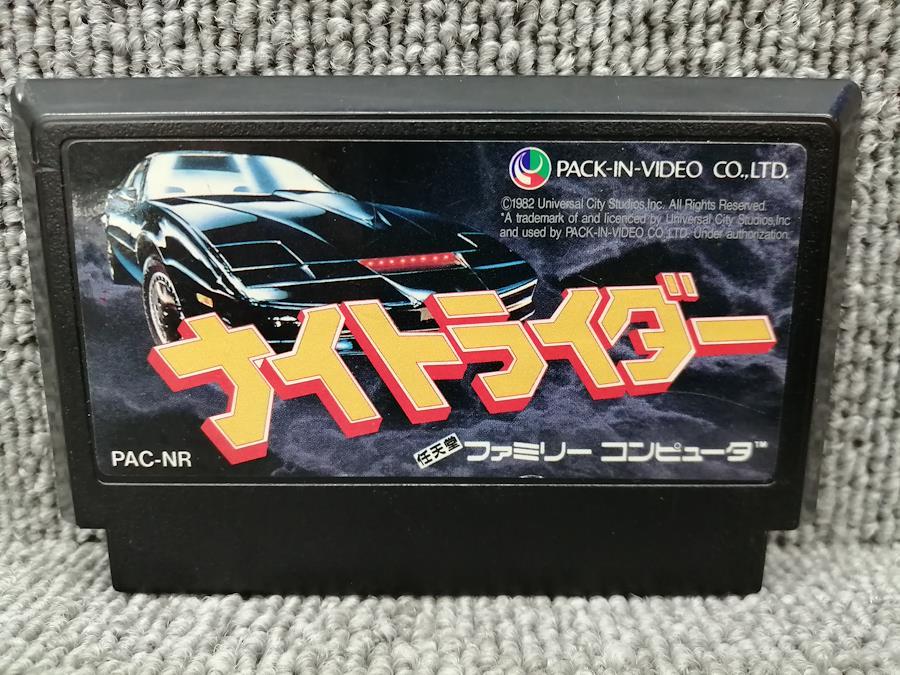 PACK-IN-VIDEO CO.,LTD.
©1982 Universal City Studios,Inc. All Rights Reserved.
*A trademark of and licenced by Universal City Studios,Inc
and used by PACK-IN-VIDEO CO.,LTD. Under authorization.
ナイトライダー
PAC-NR
任天堂 ファミリー コンピュータ™